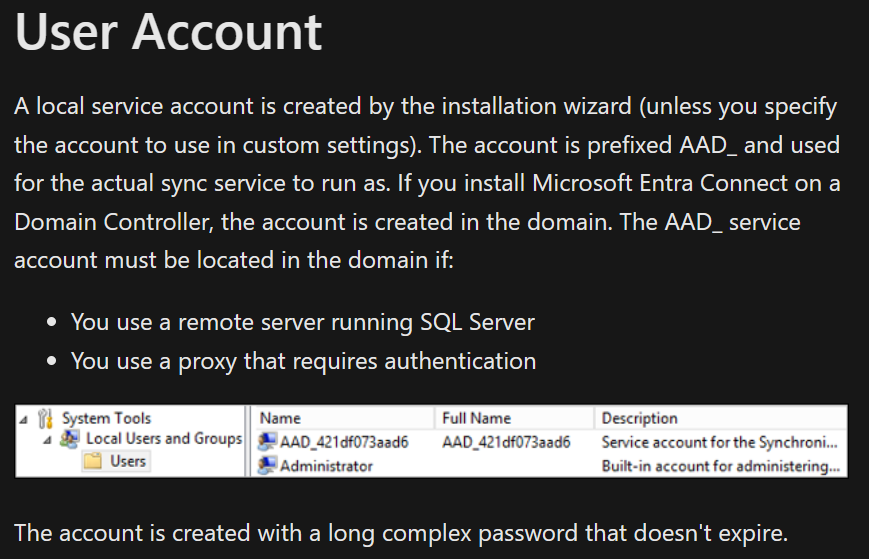 User Account
A local service account is created by the installation wizard (unless you specify
the account to use in custom settings). The account is prefixed AAD_ and used
for the actual sync service to run as. If you install Microsoft Entra Connect on a
Domain Controller, the account is created in the domain. The AAD_ service
account must be located in the domain if:
• You use a remote server running SQL Server
• You use a proxy that requires authentication
System Tools
Local Users and Groups
Users
Name Full Name Description
AAD_421df073aad6 AAD_421df073aad6 Service account for the Synchroni...
Administrator Built-in account for administering...
The account is created with a long complex password that doesn't expire.